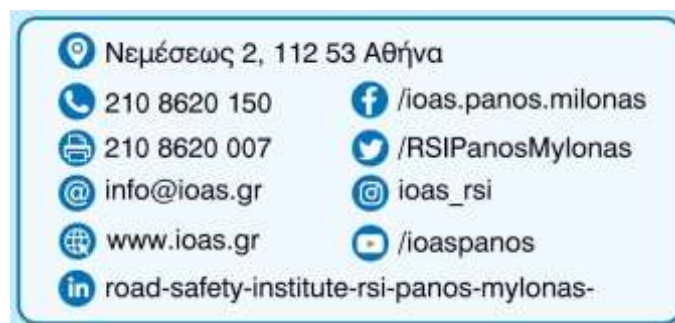 Νεμέσεως 2, 112 53 Αθήνα
210 8620 150
/ioas.panos.milonas
210 8620 007
/RSIPanosMylonas
info@ioas.gr
ioas_rsi
www.ioas.gr
/ioaspanos
road-safety-institute-rsi-panos-mylonas-